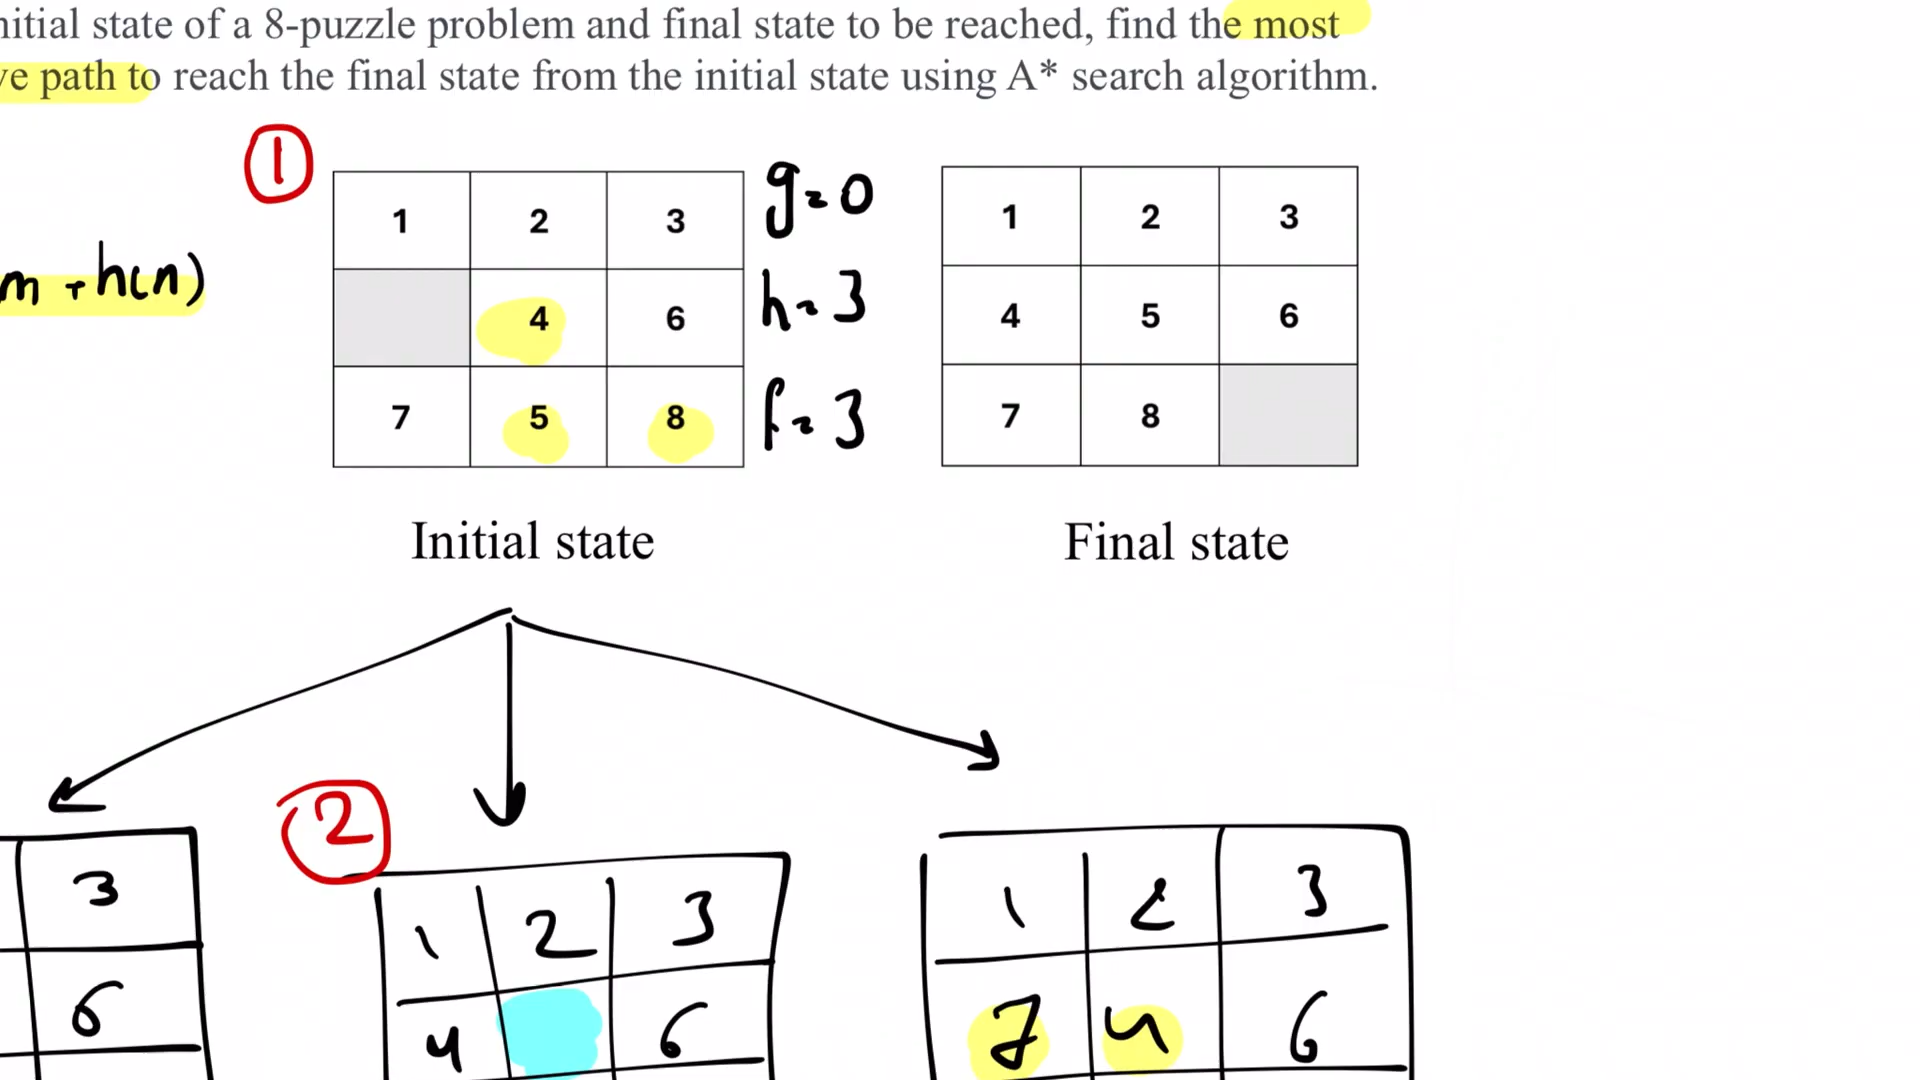 nitial state of a 8-puzzle problem and final state to be reached, find the most
ve path to reach the final state from the initial state using A* search algorithm.
1
1 2 3
4 6
7 5 8
g=0
h=3
f=3
1 2 3
4 5 6
7 8
m + h(n)
Initial state
Final state
3
6
2
1 2 3
4 6
1 2 3
7 4 6